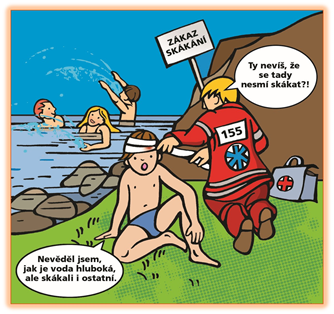 ZÁKAZ
SKÁKÁNÍ
Ty nevíš, že
se tady
nesmí skákat?!
155
Nevěděl jsem,
jak je voda hluboká,
ale skákali i ostatní.